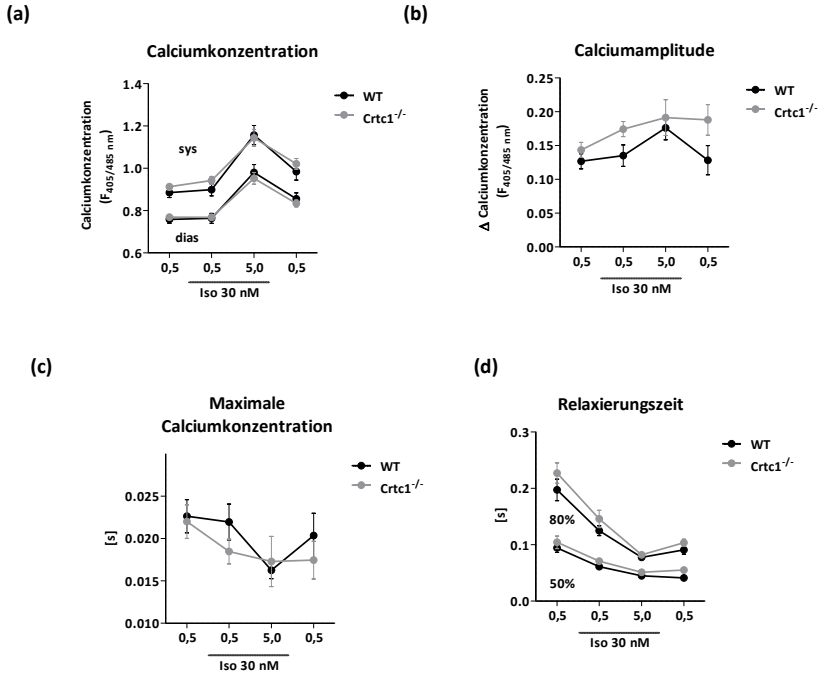 (a)
Calciumkonzentration
Calciumkonzentration
(F405/485 nm)
1.4
1.2
1.0
0.8
0.6
sys
dias
WT
Crtc1-/-
0,5 0,5 5,0 0,5
Iso 30 nM
(b)
Calciumamplitude
Δ Calciumkonzentration
(F405/485 nm)
0.25
0.20
0.15
0.10
0.05
0.00
WT
Crtc1-/-
0,5 0,5 5,0 0,5
Iso 30 nM
(c)
Maximale
Calciumkonzentration
[s]
0.025
0.020
0.015
0.010
WT
Crtc1-/-
0,5 0,5 5,0 0,5
Iso 30 nM
(d)
Relaxierungszeit
[s]
0.3
0.2
0.1
0.0
80%
50%
WT
Crtc1-/-
0,5 0,5 5,0 0,5
Iso 30 nM